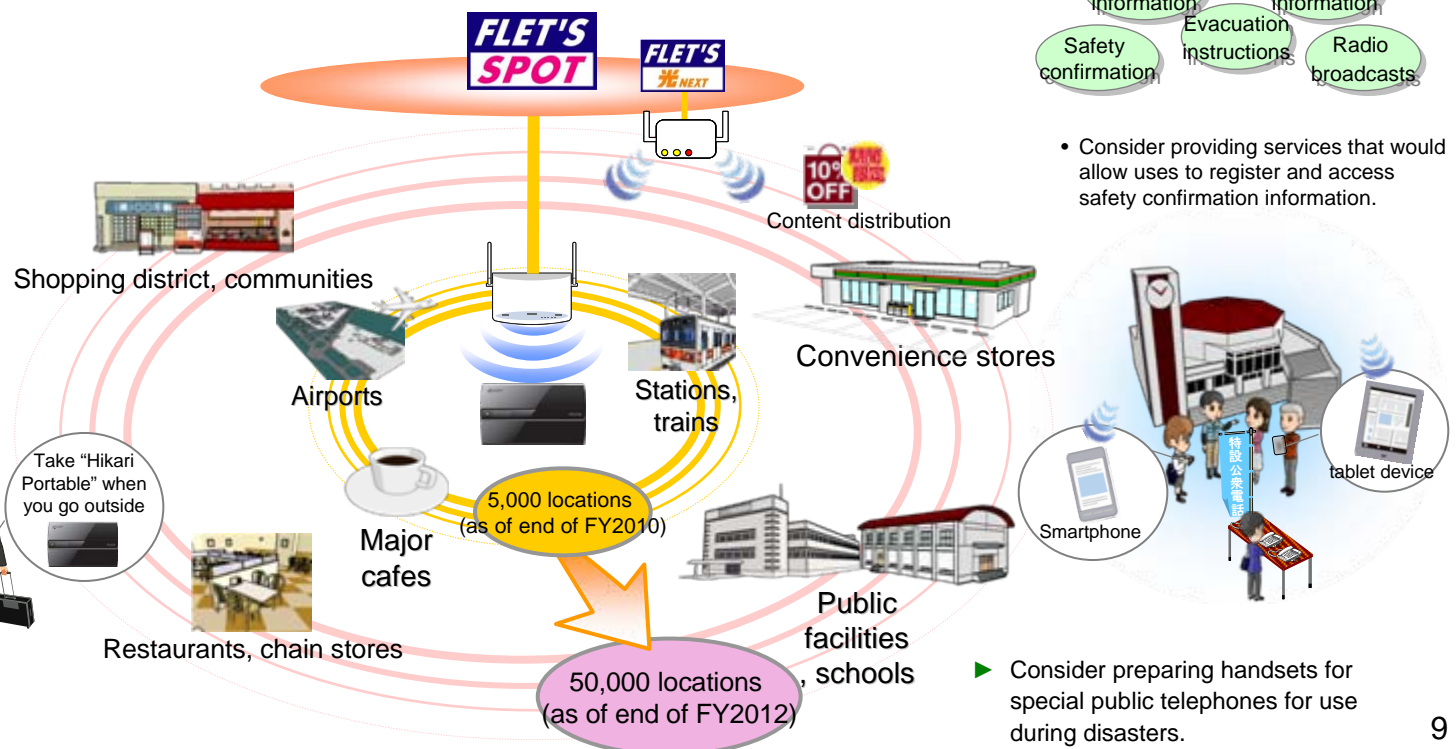 information
information
Evacuation
instructions
Safety
confirmation
Radio
broadcasts
FLET'S
SPOT
FLET'S
光 NEXT
• Consider providing services that would
allow uses to register and access
safety confirmation information.
10%
OFF
Content distribution
Shopping district, communities
Airports
Stations,
trains
Convenience stores
Take “Hikari
Portable” when
you go outside
Major
cafes
5,000 locations
(as of end of FY2010)
Restaurants, chain stores
Public
facilities
, schools
50,000 locations
(as of end of FY2012)
特設公衆電話
Smartphone
tablet device
► Consider preparing handsets for
special public telephones for use
during disasters.
9